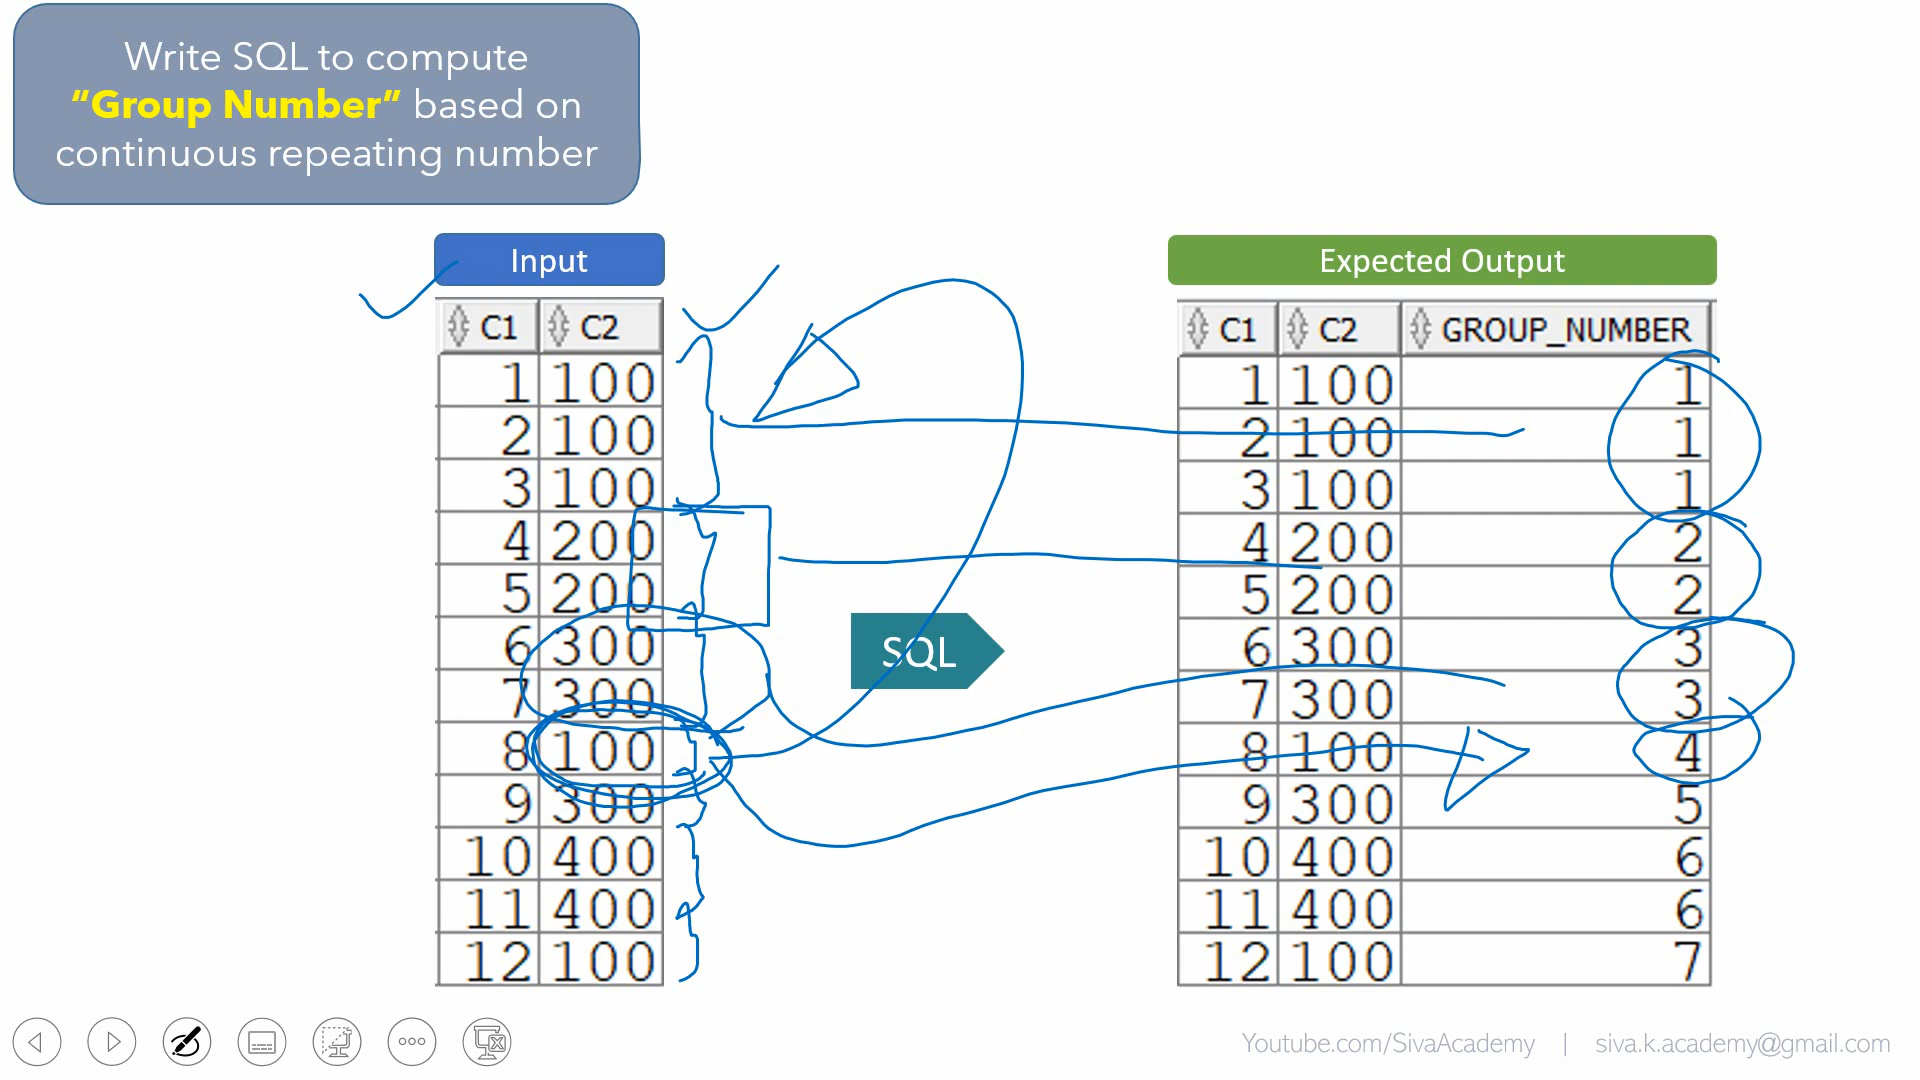 Write SQL to compute
“Group Number” based on
continuous repeating number
Input
C1 C2
1 100
2 100
3 100
4 200
5 200
6 300
7 300
8 100
9 300
10 400
11 400
12 100
SQL
Expected Output
C1 C2 GROUP_NUMBER
1 100 1
2 100 1
3 100 1
4 200 2
5 200 2
6 300 3
7 300 3
8 100 4
9 300 5
10 400 6
11 400 6
12 100 7
Youtube.com/SivaAcademy | siva.k.academy@gmail.com